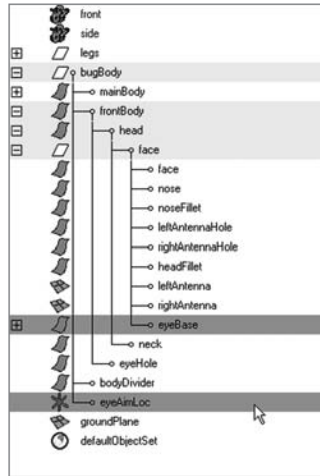 front
side
legs
bugBody
mainBody
frontBody
head
face
face
nose
noseFillet
leftAntennaHole
rightAntennaHole
headFillet
leftAntenna
rightAntenna
eyeBase
neck
eyeHole
bodyDivider
eyeAimLoc
groundPlane
defaultObjectSet